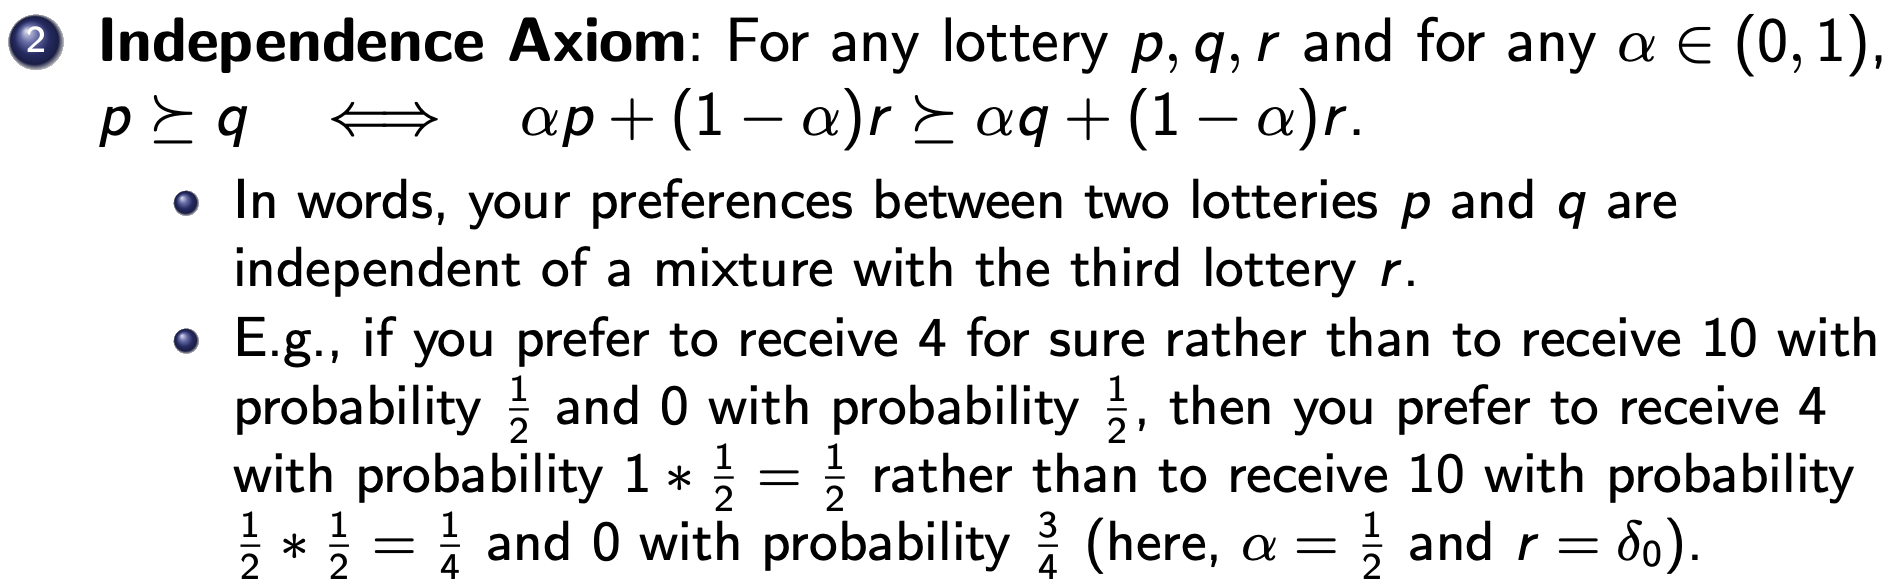 2 Independence Axiom: For any lottery p, q, r and for any α ∈ (0, 1),
p ⪰ q ⟺ αp + (1 − α)r ⪰ αq + (1 − α)r.
In words, your preferences between two lotteries p and q are
independent of a mixture with the third lottery r.
E.g., if you prefer to receive 4 for sure rather than to receive 10 with
probability 1/2 and 0 with probability 1/2, then you prefer to receive 4
with probability 1 * 1/2 = 1/2 rather than to receive 10 with probability
1/2 * 1/2 = 1/4 and 0 with probability 3/4 (here, α = 1/2 and r = δ₀).